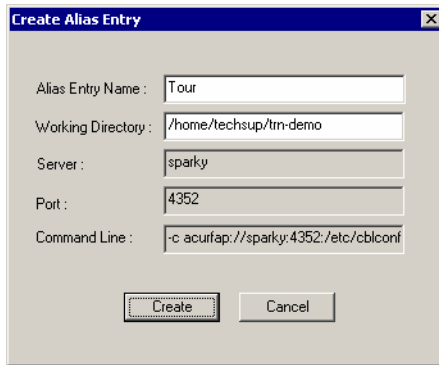 Create Alias Entry
Alias Entry Name : Tour
Working Directory : /home/techsup/trn-demo
Server : sparky
Port : 4352
Command Line : -c acurfap://sparky:4352:/etc/cblconf
Create Cancel